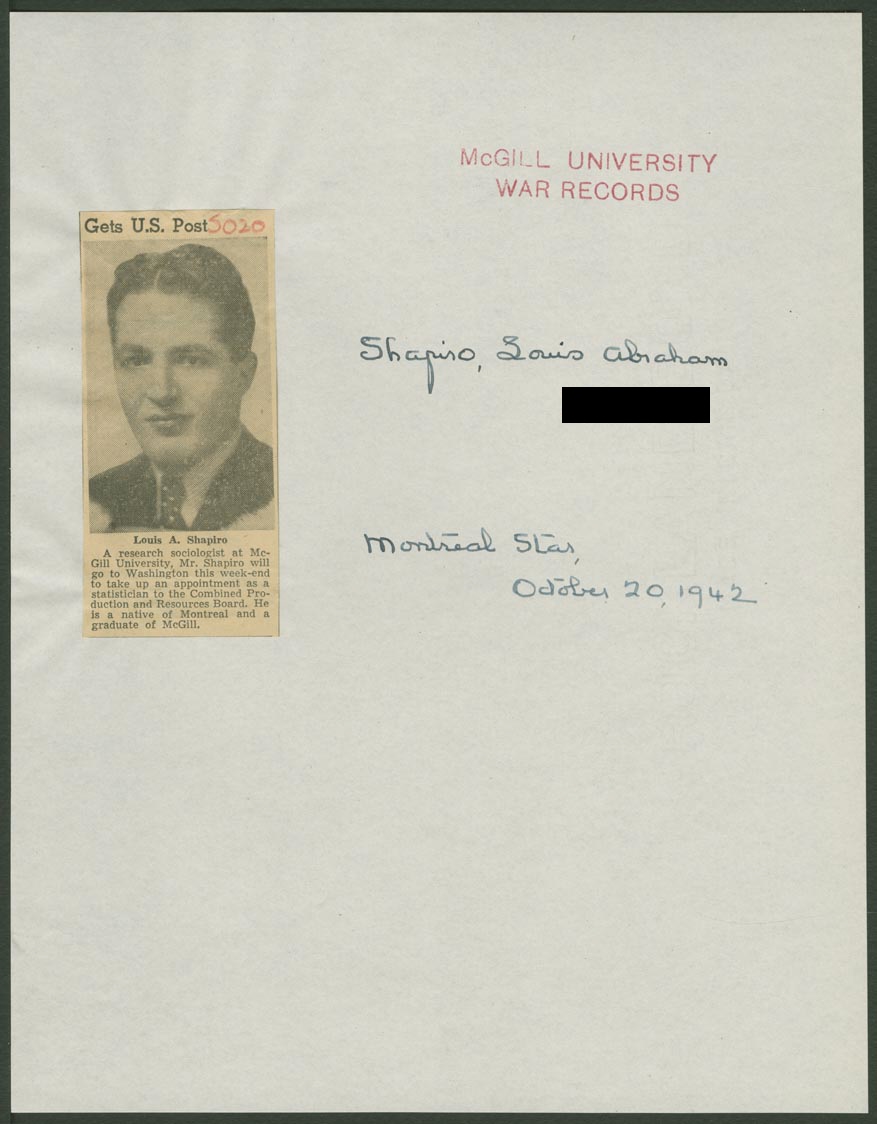 McGILL UNIVERSITY
WAR RECORDS
Gets U.S. Post 5020
Shapiro, Louis Abraham
Louis A. Shapiro
A research sociologist at Mc-
Gill University, Mr. Shapiro will
go to Washington this week-end
to take up an appointment as a
statistician to the Combined Pro-
duction and Resources Board. He
is a native of Montreal and a
graduate of McGill.
Montreal Star,
October 20, 1942